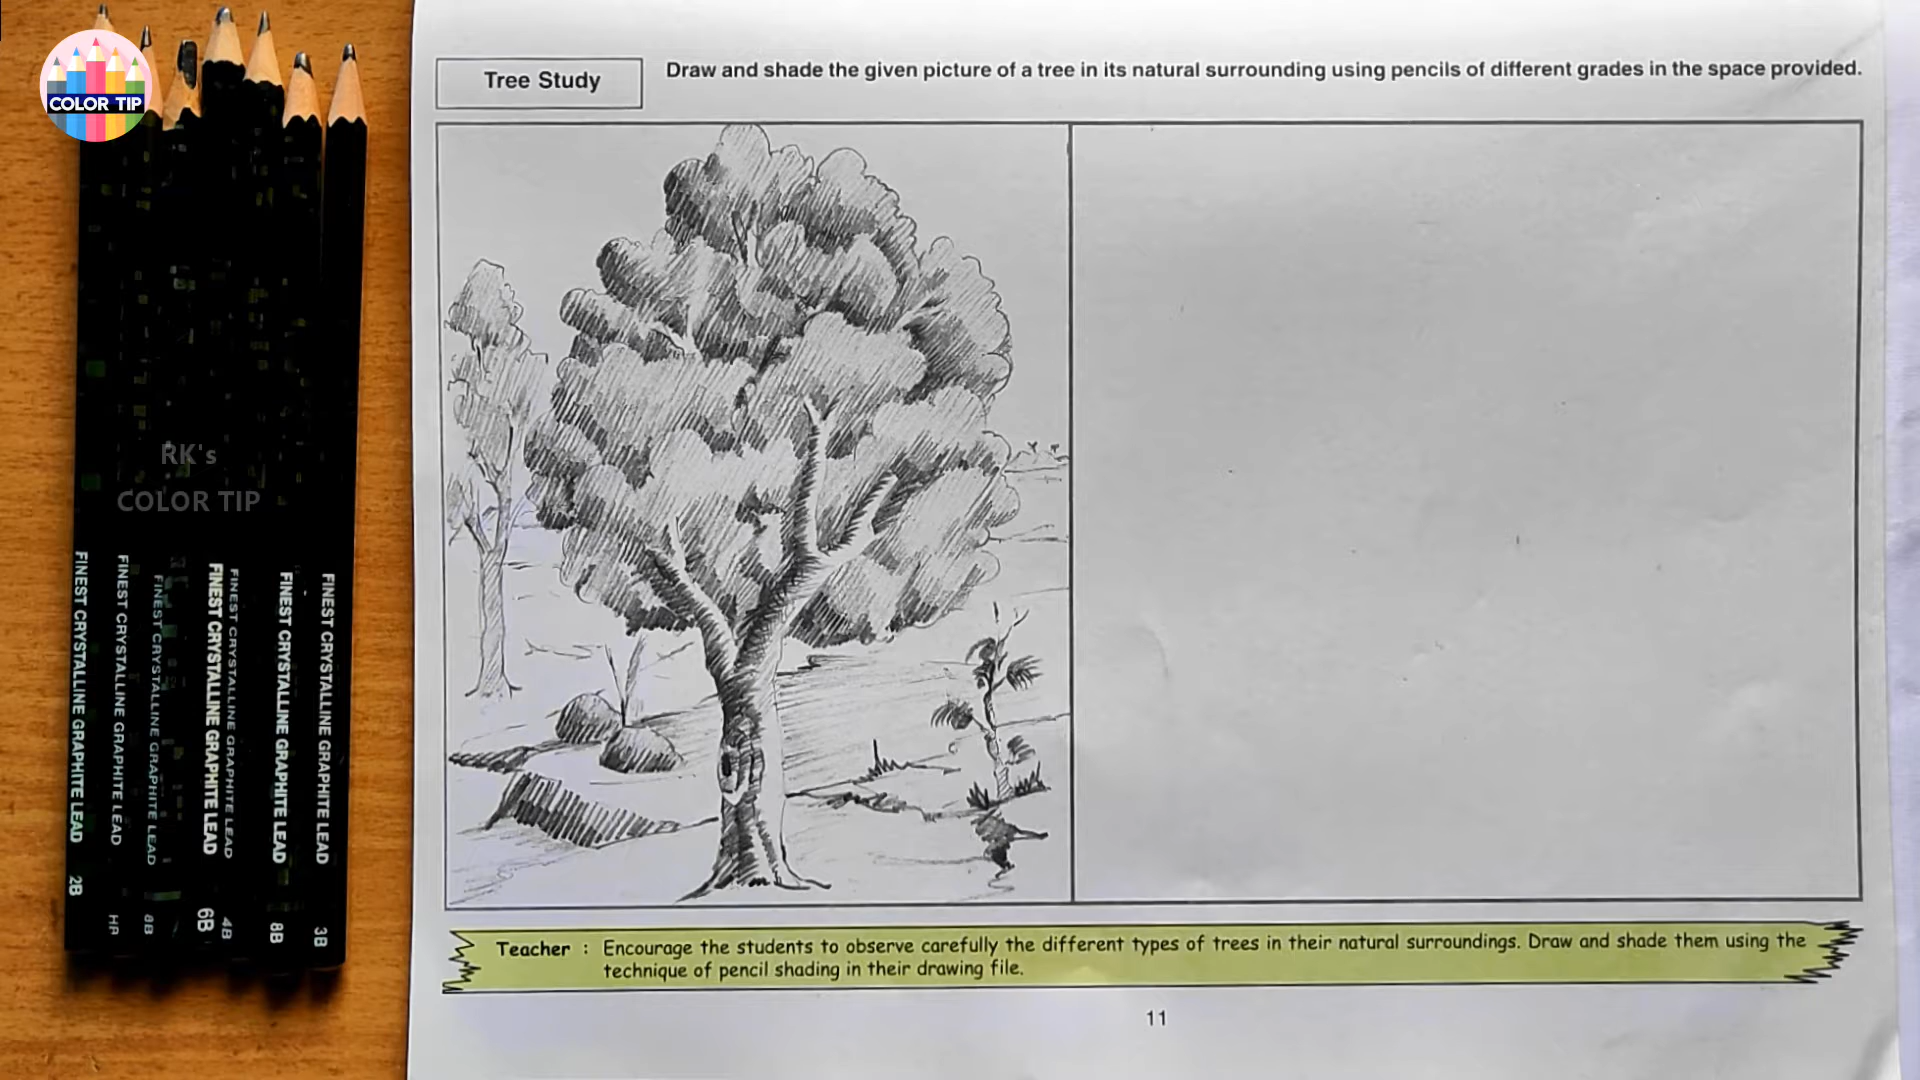 COLOR TIP
RK's
COLOR TIP
FINEST CRYSTALLINE GRAPHITE LEAD 2B
FINEST CRYSTALLINE GRAPHITE LEAD
FINEST CRYSTALLINE GRAPHITE LEAD 8B
FINEST CRYSTALLINE GRAPHITE LEAD 6B
FINEST CRYSTALLINE GRAPHITE LEAD 4B
FINEST CRYSTALLINE GRAPHITE LEAD 8B
FINEST CRYSTALLINE GRAPHITE LEAD 3B
Tree Study
Draw and shade the given picture of a tree in its natural surrounding using pencils of different grades in the space provided.
Teacher : Encourage the students to observe carefully the different types of trees in their natural surroundings. Draw and shade them using the
technique of pencil shading in their drawing file.
11